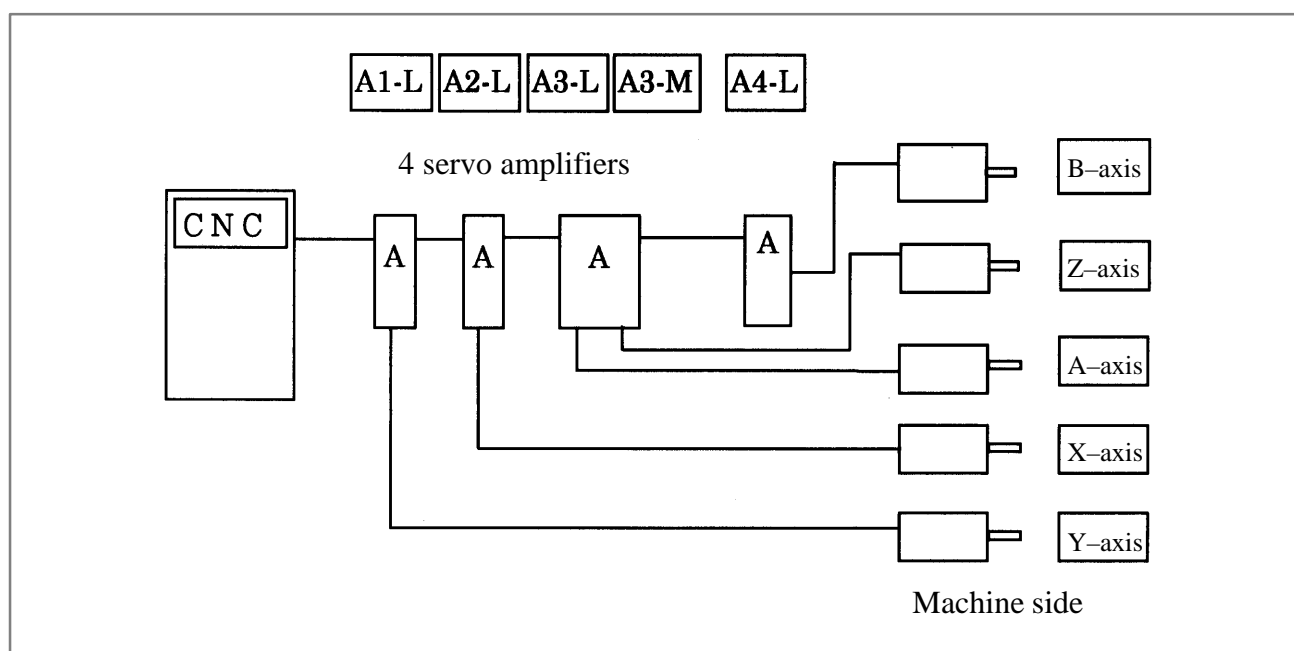 A1-L A2-L A3-L A3-M A4-L
4 servo amplifiers
B–axis
CNC
A A A A
Z–axis
A–axis
X–axis
Y–axis
Machine side